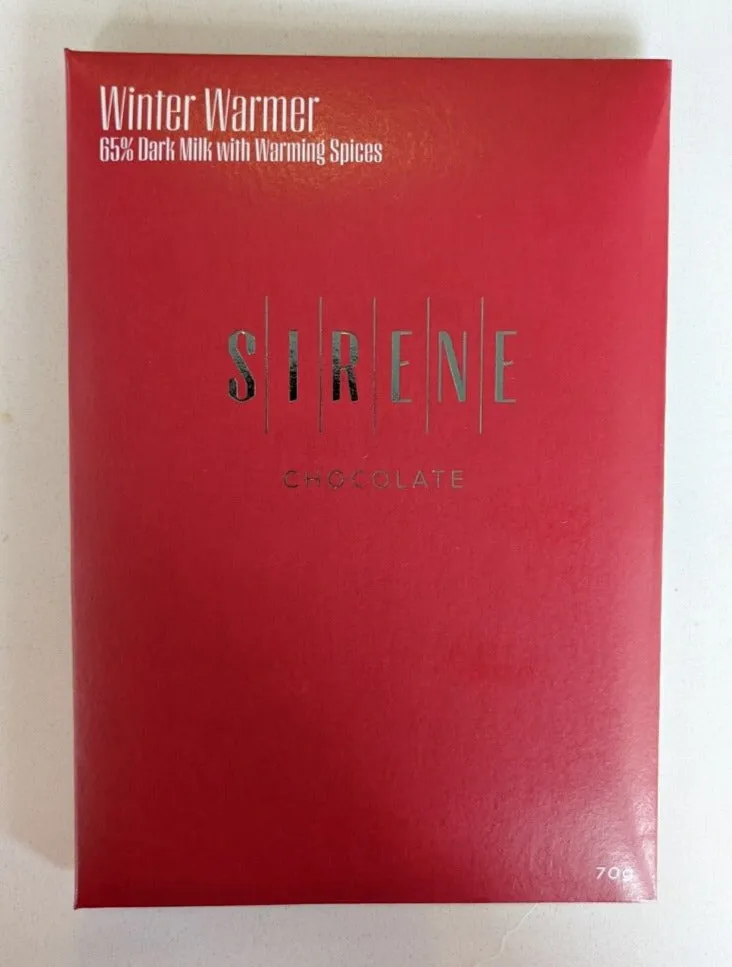 Winter Warmer
65% Dark Milk with Warming Spices
SIRENE
CHOCOLATE
70g